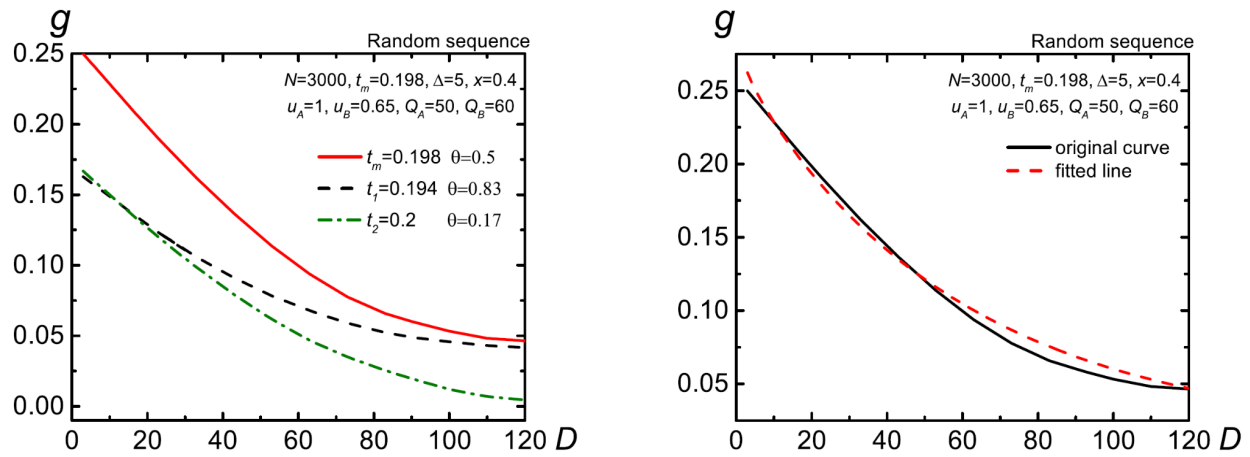 g
Random sequence
0.25
N=3000, t_m=0.198, Δ=5, x=0.4
u_A=1, u_B=0.65, Q_A=50, Q_B=60
0.20
t_m=0.198 θ=0.5
0.15
t_1=0.194 θ=0.83
t_2=0.2 θ=0.17
0.10
0.05
0.00
0 20 40 60 80 100 120 D
g
Random sequence
N=3000, t_m=0.198, Δ=5, x=0.4
0.25
u_A=1, u_B=0.65, Q_A=50, Q_B=60
original curve
0.20
fitted line
0.15
0.10
0.05
0 20 40 60 80 100 120 D